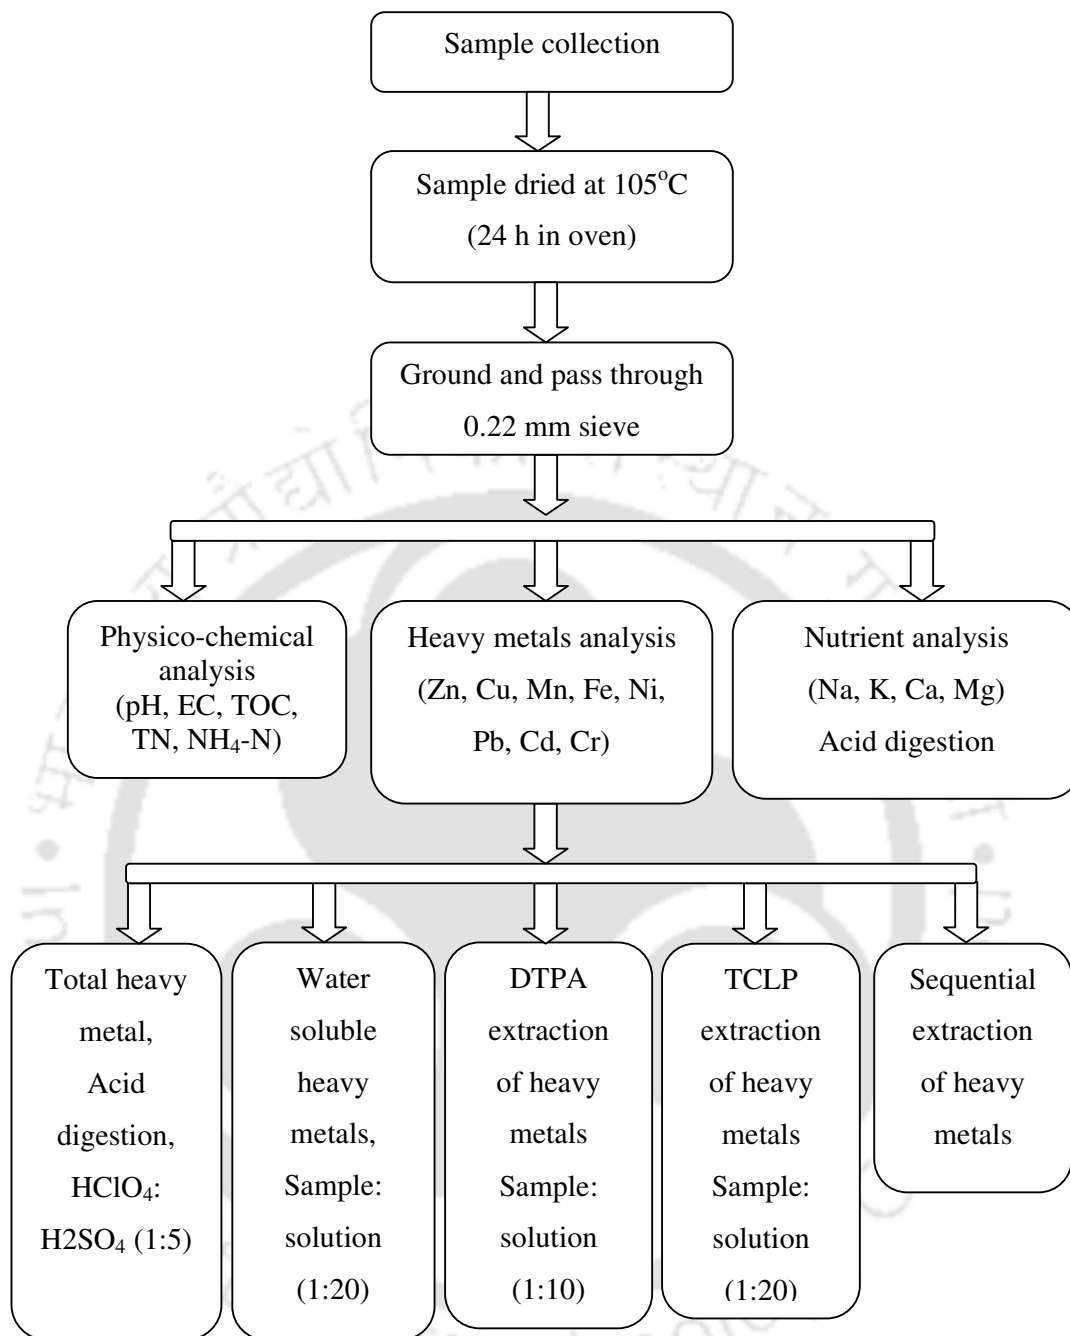 Sample collection
Sample dried at 105°C
(24 h in oven)
Ground and pass through
0.22 mm sieve
Physico-chemical
analysis
(pH, EC, TOC,
TN, NH₄-N)
Heavy metals analysis
(Zn, Cu, Mn, Fe, Ni,
Pb, Cd, Cr)
Nutrient analysis
(Na, K, Ca, Mg)
Acid digestion
Total heavy
metal,
Acid
digestion,
HClO₄:
H2SO₄ (1:5)
Water
soluble
heavy
metals,
Sample:
solution
(1:20)
DTPA
extraction
of heavy
metals
Sample:
solution
(1:10)
TCLP
extraction
of heavy
metals
Sample:
solution
(1:20)
Sequential
extraction
of heavy
metals